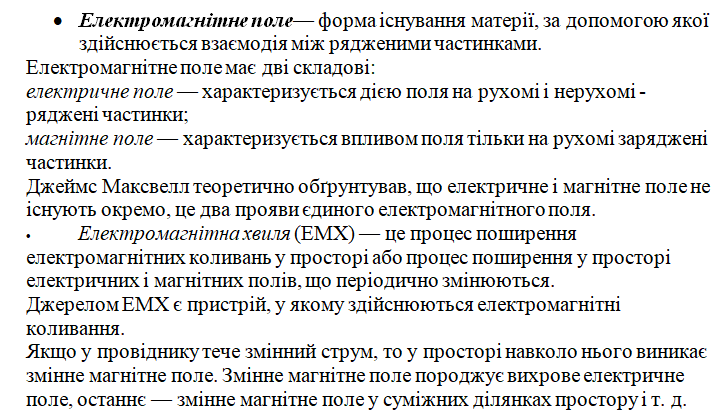 • Електромагнітне поле— форма існування матерії, за допомогою якої
здійснюється взаємодія між рядженими частинками.
Електромагнітне поле має дві складові:
електричне поле — характеризується дією поля на рухомі і нерухомі -
ряджені частинки;
магнітне поле — характеризується впливом поля тільки на рухомі заряджені
частинки.
Джеймс Максвелл теоретично обґрунтував, що електричне і магнітне поле не
існують окремо, це два прояви єдиного електромагнітного поля.
• Електромагнітна хвиля (ЕМХ) — це процес поширення
електромагнітних коливань у просторі або процес поширення у просторі
електричних і магнітних полів, що періодично змінюються.
Джерелом ЕМХ є пристрій, у якому здійснюються електромагнітні
коливання.
Якщо у провіднику тече змінний струм, то у просторі навколо нього виникає
змінне магнітне поле. Змінне магнітне поле породжує вихрове електричне
поле, останнє — змінне магнітне поле у суміжних ділянках простору і т. д.